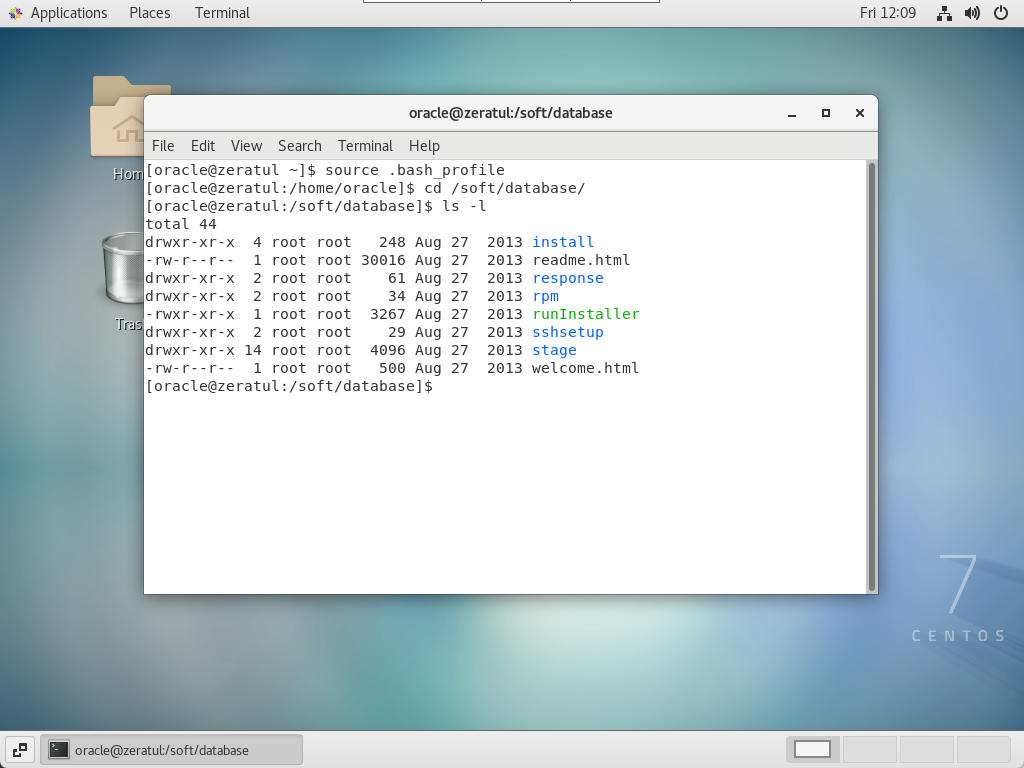 Applications Places Terminal Fri 12:09
oracle@zeratul:/soft/database
File Edit View Search Terminal Help
[oracle@zeratul ~]$ source .bash_profile
[oracle@zeratul:/home/oracle]$ cd /soft/database/
[oracle@zeratul:/soft/database]$ ls -l
total 44
drwxr-xr-x  4 root root   248 Aug 27  2013 install
-rw-r--r--  1 root root 30016 Aug 27  2013 readme.html
drwxr-xr-x  2 root root    61 Aug 27  2013 response
drwxr-xr-x  2 root root    34 Aug 27  2013 rpm
-rwxr-xr-x  1 root root  3267 Aug 27  2013 runInstaller
drwxr-xr-x  2 root root    29 Aug 27  2013 sshsetup
drwxr-xr-x 14 root root  4096 Aug 27  2013 stage
-rw-r--r--  1 root root   500 Aug 27  2013 welcome.html
[oracle@zeratul:/soft/database]$
Hom
Tras
7
CENTOS
oracle@zeratul:/soft/database